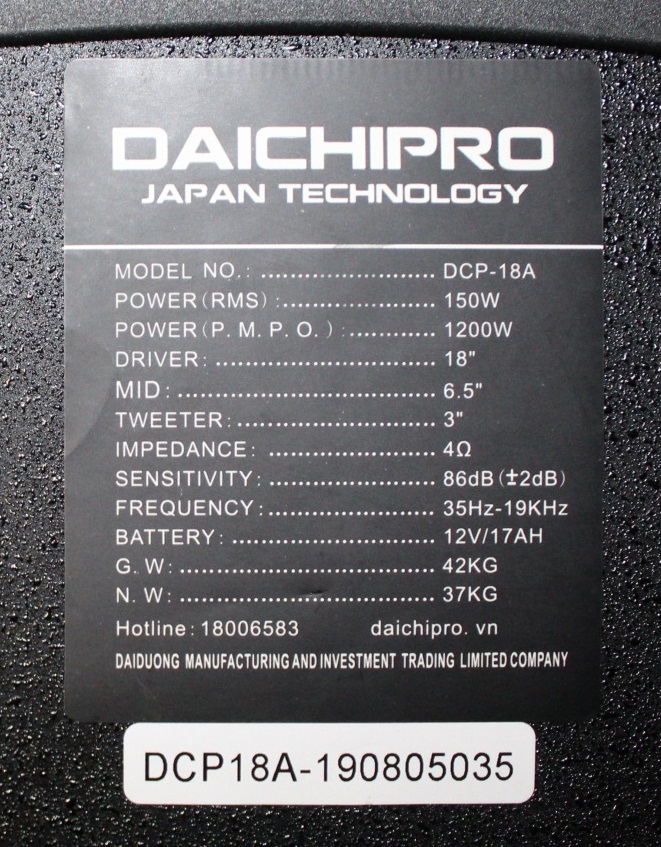 DAICHIPRO
JAPAN TECHNOLOGY
MODEL NO.: ........................ DCP-18A
POWER(RMS):..................... 150W
POWER(P. M. P. O. ):............ 1200W
DRIVER: .............................. 18"
MID: ................................... 6.5"
TWEETER: ........................... 3"
IMPEDANCE: ....................... 4Ω
SENSITIVITY: ....................... 86dB(±2dB)
FREQUENCY: ....................... 35Hz-19KHz
BATTERY: ............................ 12V/17AH
G. W: ................................... 42KG
N. W: ................................... 37KG
Hotline: 18006583 daichipro. vn
DAIDUONG MANUFACTURING AND INVESTMENT TRADING LIMITED COMPANY
DCP18A-190805035